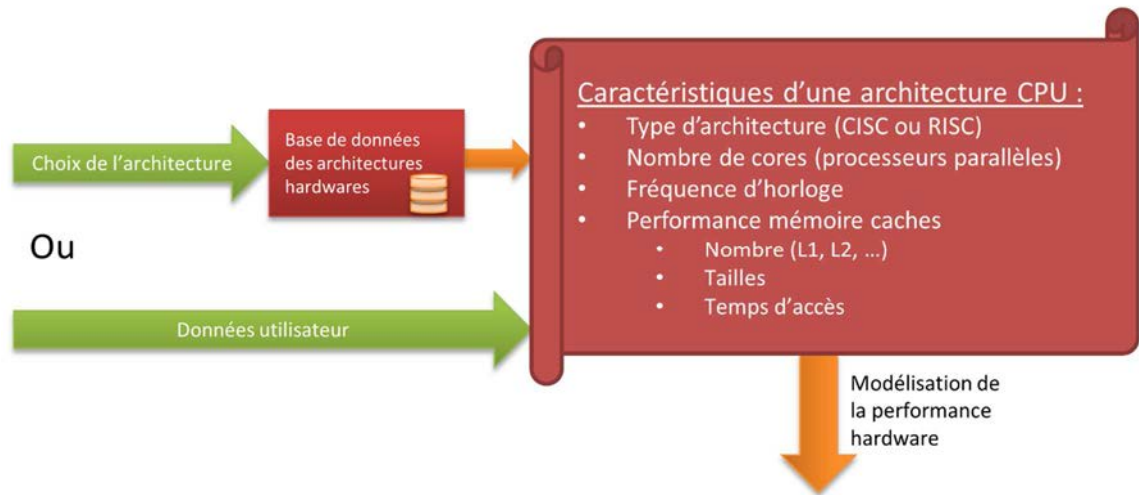 Choix de l'architecture
Base de données
des architectures
hardwares
Ou
Données utilisateur
Caractéristiques d'une architecture CPU :
• Type d'architecture (CISC ou RISC)
• Nombre de cores (processeurs parallèles)
• Fréquence d'horloge
• Performance mémoire caches
• Nombre (L1, L2, ...)
• Tailles
• Temps d'accès
Modélisation de
la performance
hardware